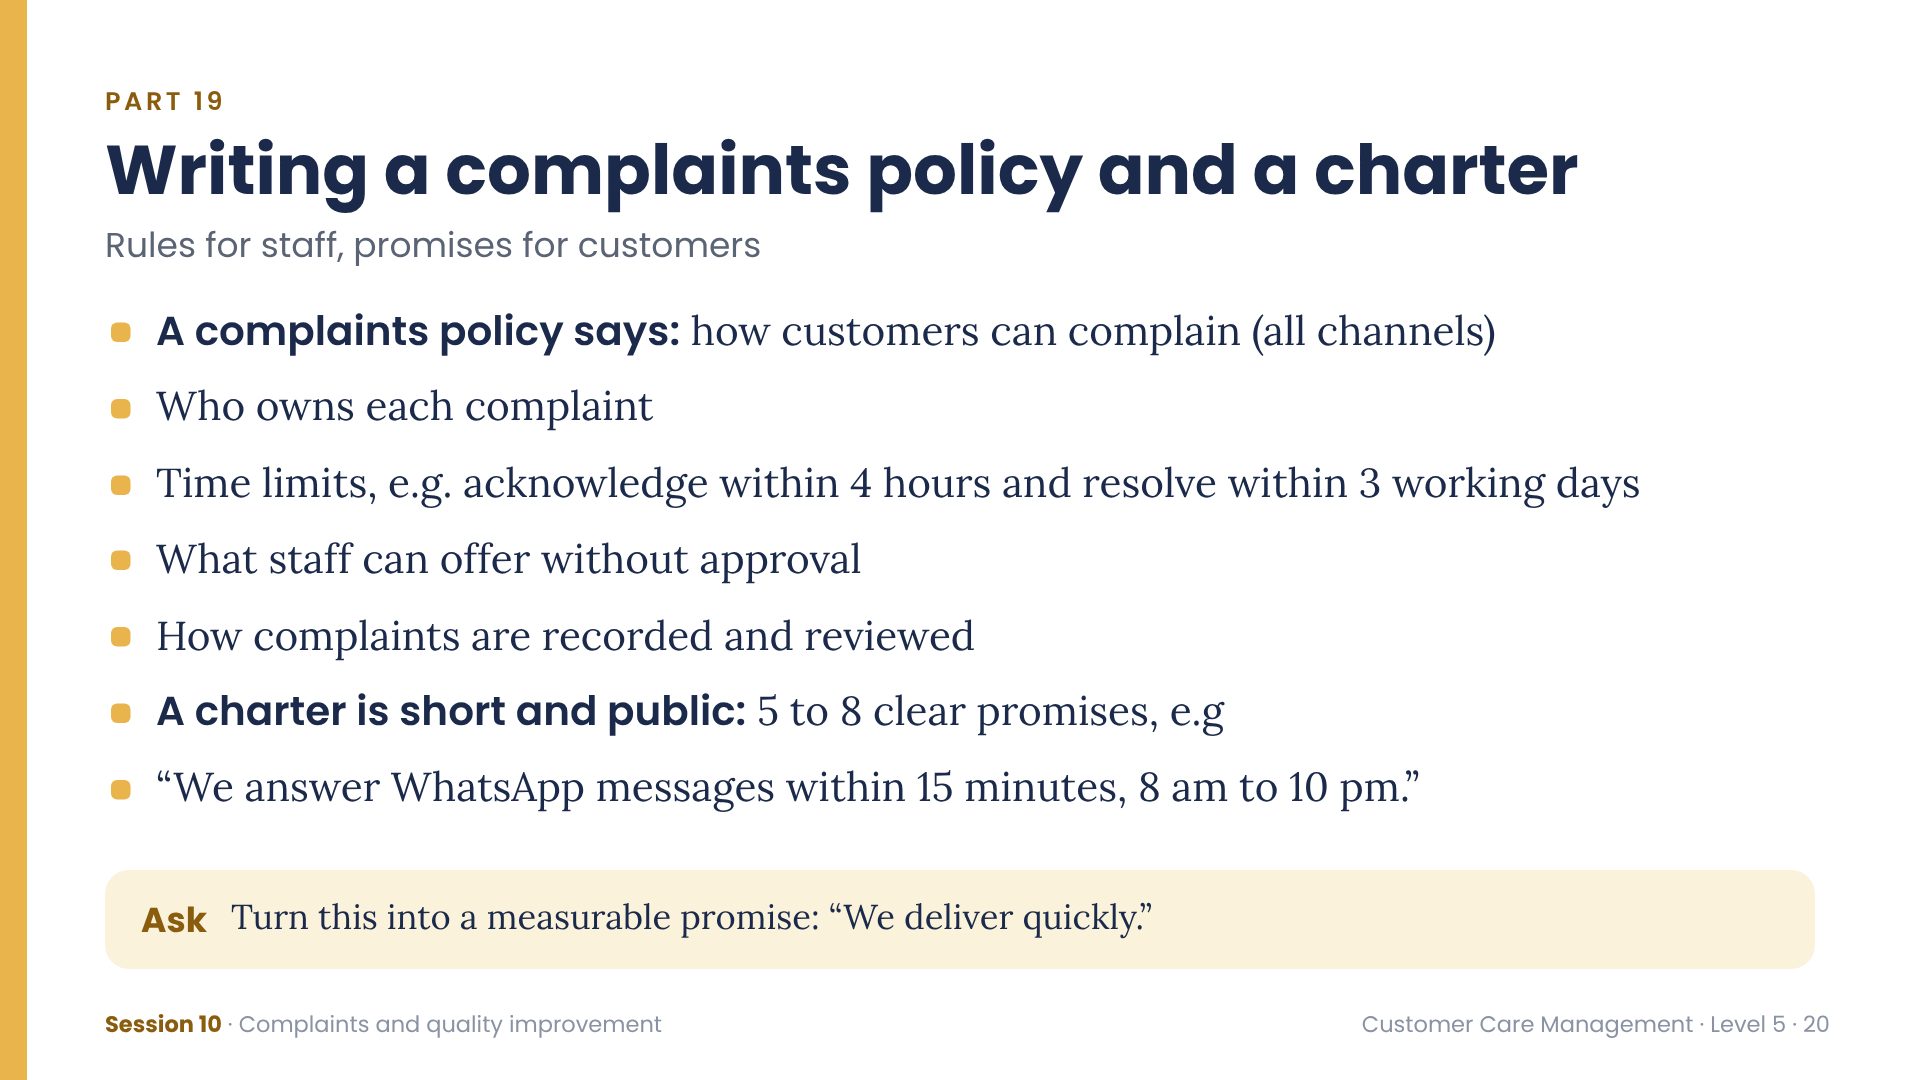 PART 19
Writing a complaints policy and a charter
Rules for staff, promises for customers
A complaints policy says: how customers can complain (all channels)
Who owns each complaint
Time limits, e.g. acknowledge within 4 hours and resolve within 3 working days
What staff can offer without approval
How complaints are recorded and reviewed
A charter is short and public: 5 to 8 clear promises, e.g
“We answer WhatsApp messages within 15 minutes, 8 am to 10 pm.”
Ask Turn this into a measurable promise: “We deliver quickly.”
Session 10 · Complaints and quality improvement
Customer Care Management · Level 5 · 20